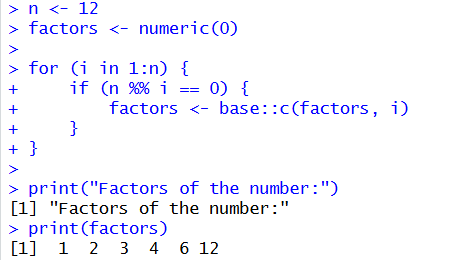 > n <- 12
> factors <- numeric(0)
>
> for (i in 1:n) {
+     if (n %% i == 0) {
+         factors <- base::c(factors, i)
+     }
+ }
>
> print("Factors of the number:")
[1] "Factors of the number:"
> print(factors)
[1]  1  2  3  4  6 12